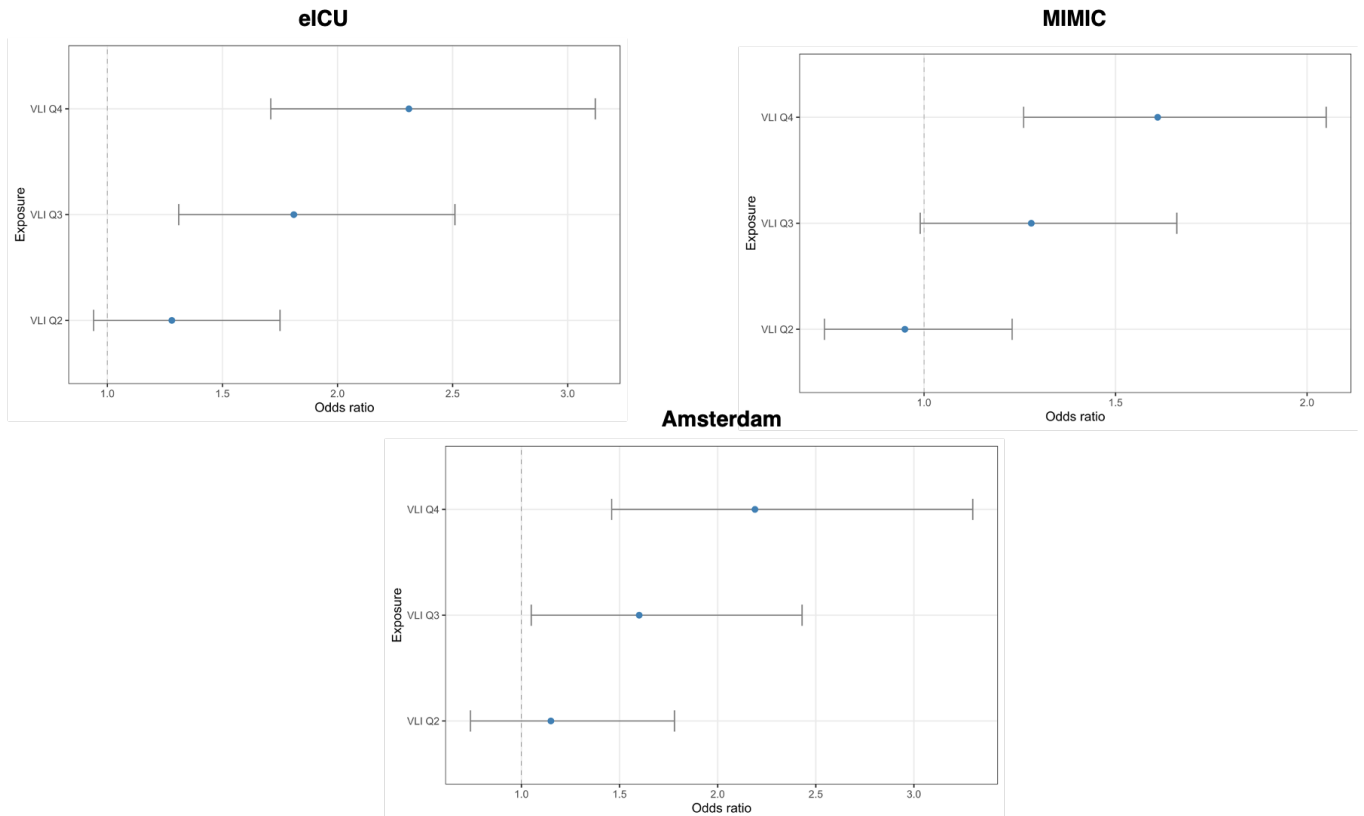 eICU
VLI Q4
VLI Q3
VLI Q2
Exposure
1.0 1.5 2.0 2.5 3.0
Odds ratio
MIMIC
VLI Q4
VLI Q3
VLI Q2
Exposure
1.0 1.5 2.0
Odds ratio
Amsterdam
VLI Q4
VLI Q3
VLI Q2
Exposure
1.0 1.5 2.0 2.5 3.0
Odds ratio